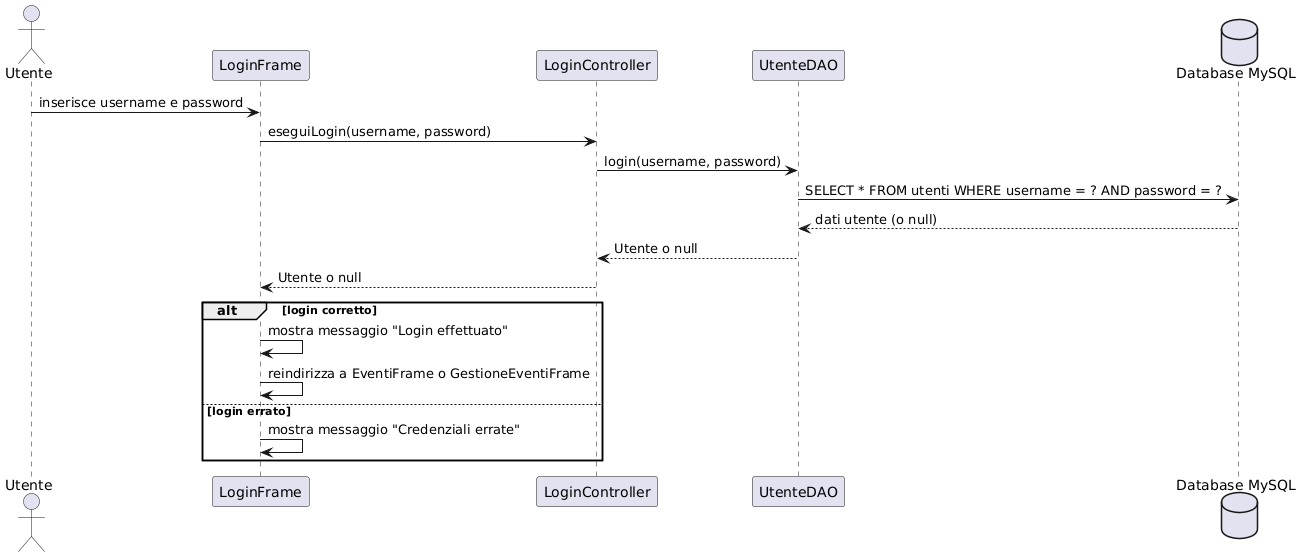 Utente
LoginFrame
LoginController
UtenteDAO
Database MySQL
inserisce username e password
eseguiLogin(username, password)
login(username, password)
SELECT * FROM utenti WHERE username = ? AND password = ?
dati utente (o null)
Utente o null
Utente o null
alt [login corretto]
mostra messaggio "Login effettuato"
reindirizza a EventiFrame o GestioneEventiFrame
[login errato]
mostra messaggio "Credenziali errate"
Utente
LoginFrame
LoginController
UtenteDAO
Database MySQL